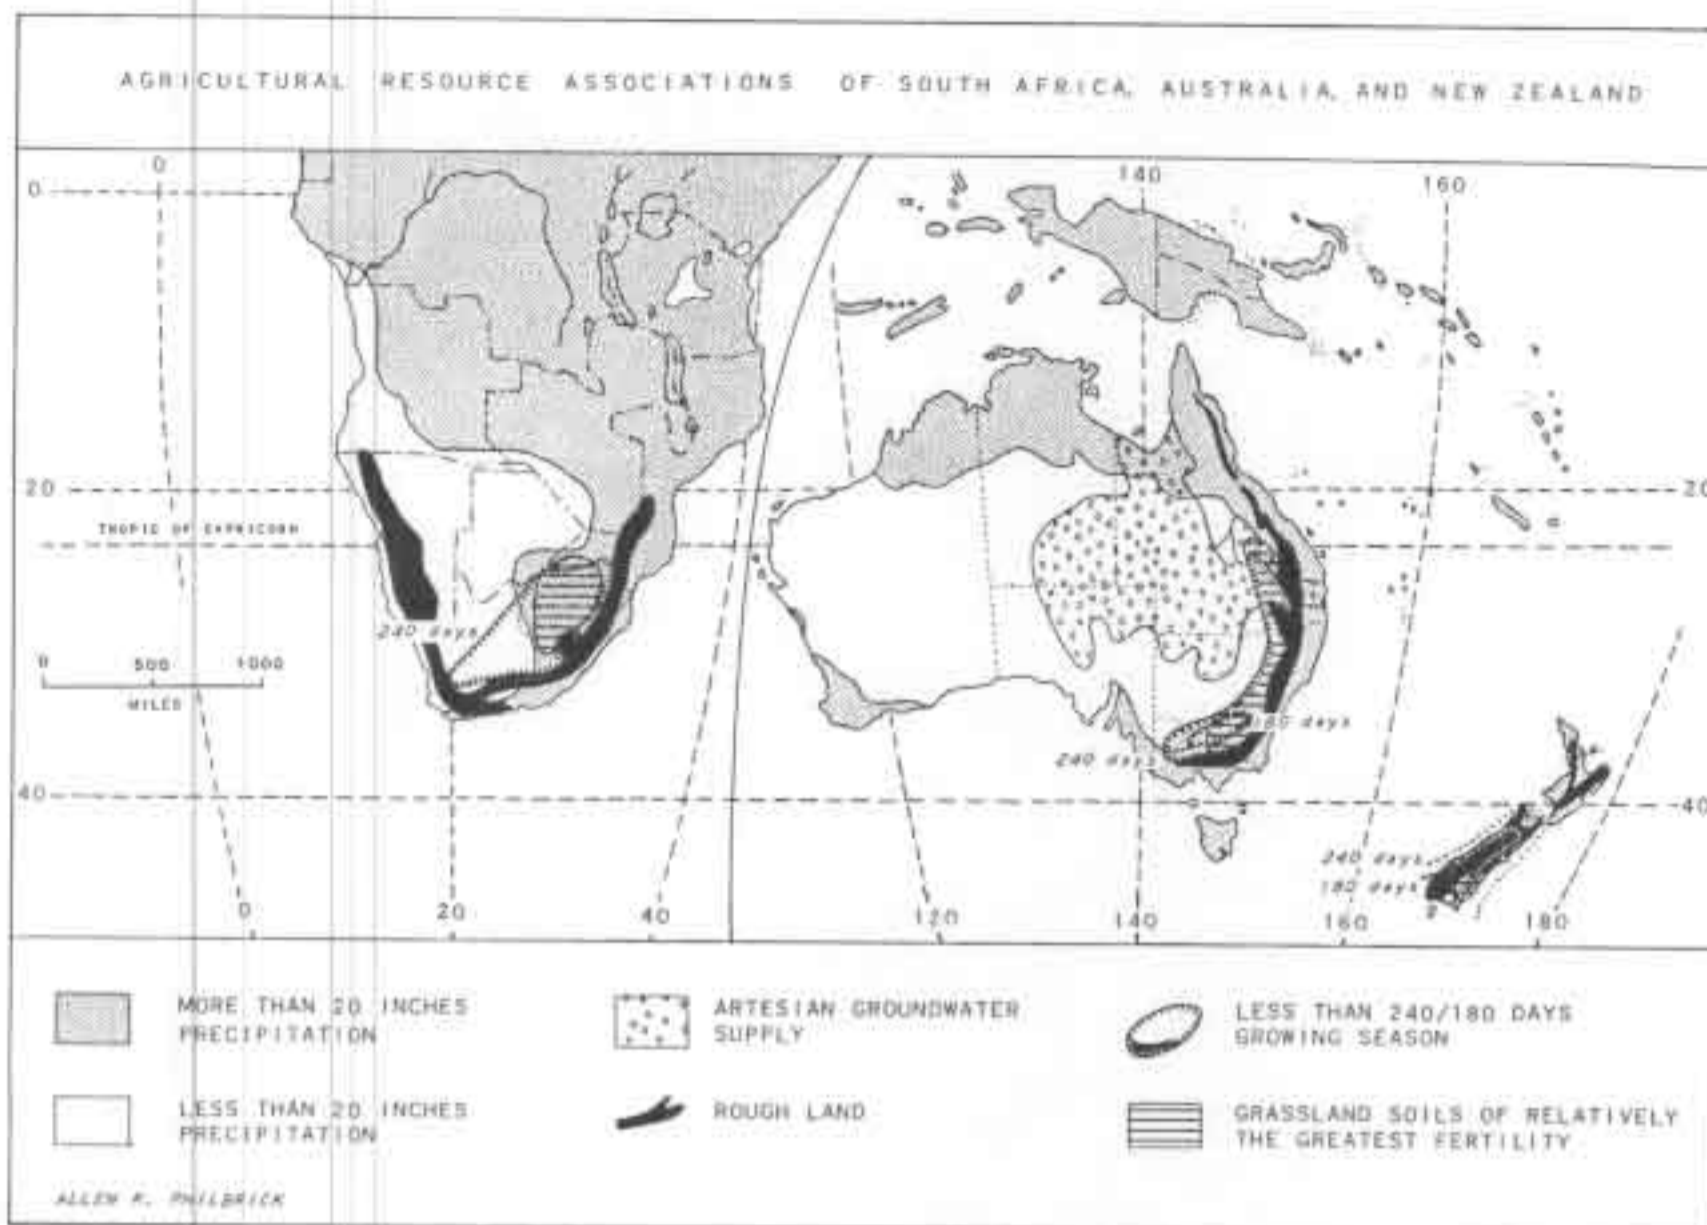 AGRICULTURAL RESOURCE ASSOCIATIONS OF SOUTH AFRICA, AUSTRALIA, AND NEW ZEALAND
0
140
160
0
20
20
TROPIC OF CAPRICORN
240 days
0 500 1000
MILES
180 days
240 days
40
40
240 days
180 days
0 20 40 120 140 160 180
MORE THAN 20 INCHES
PRECIPITATION
ARTESIAN GROUNDWATER
SUPPLY
LESS THAN 240/180 DAYS
GROWING SEASON
LESS THAN 20 INCHES
PRECIPITATION
ROUGH LAND
GRASSLAND SOILS OF RELATIVELY
THE GREATEST FERTILITY
ALLEN K. PHILBRICK